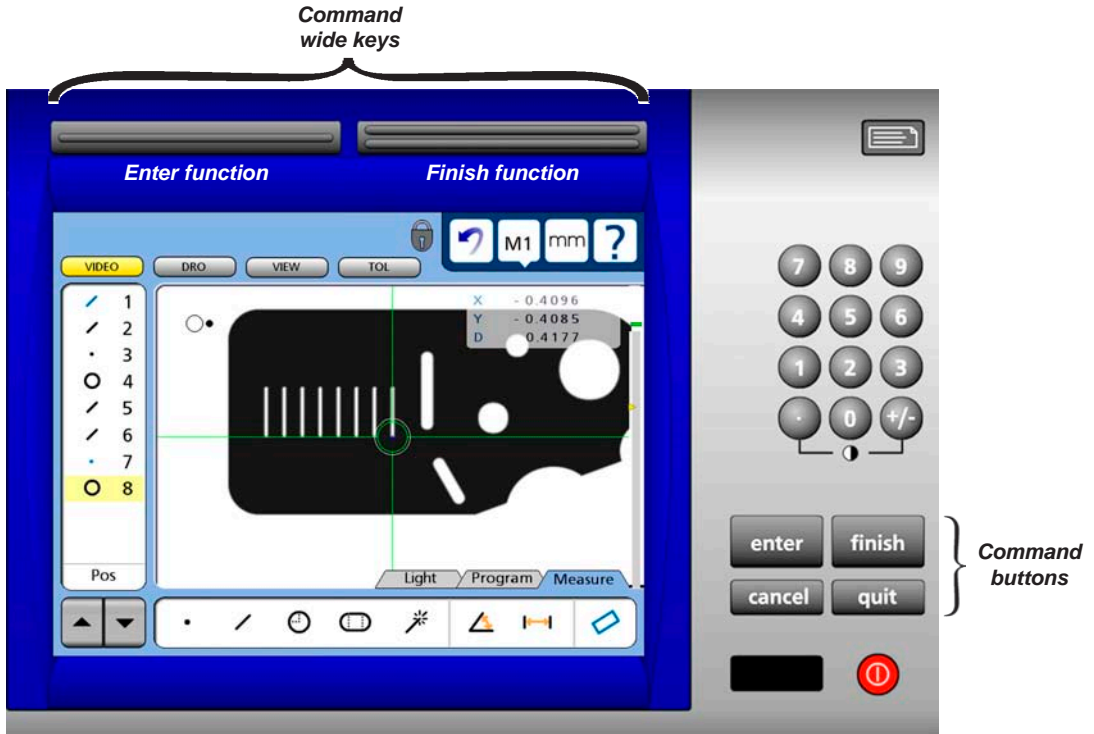 Command
wide keys
Enter function
Finish function
M1 mm ?
VIDEO DRO VIEW TOL
1
2
3
4
5
6
7
8
X - 0.4096
Y - 0.4085
D 0.4177
Pos
Light Program Measure
7 8 9
4 5 6
1 2 3
. 0 +/-
enter finish
cancel quit
Command
buttons